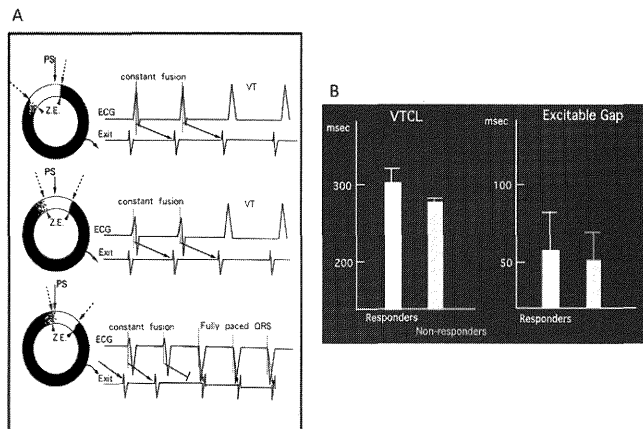 A
PS
Z.E.
constant fusion
VT
ECG
Exit
PS
Z.E.
constant fusion
VT
ECG
Exit
PS
Z.E.
constant fusion
Fully paced QRS
ECG
Exit
B
VTCL
msec
300
200
Responders
Non-responders
Excitable Gap
msec
100
50
Responders